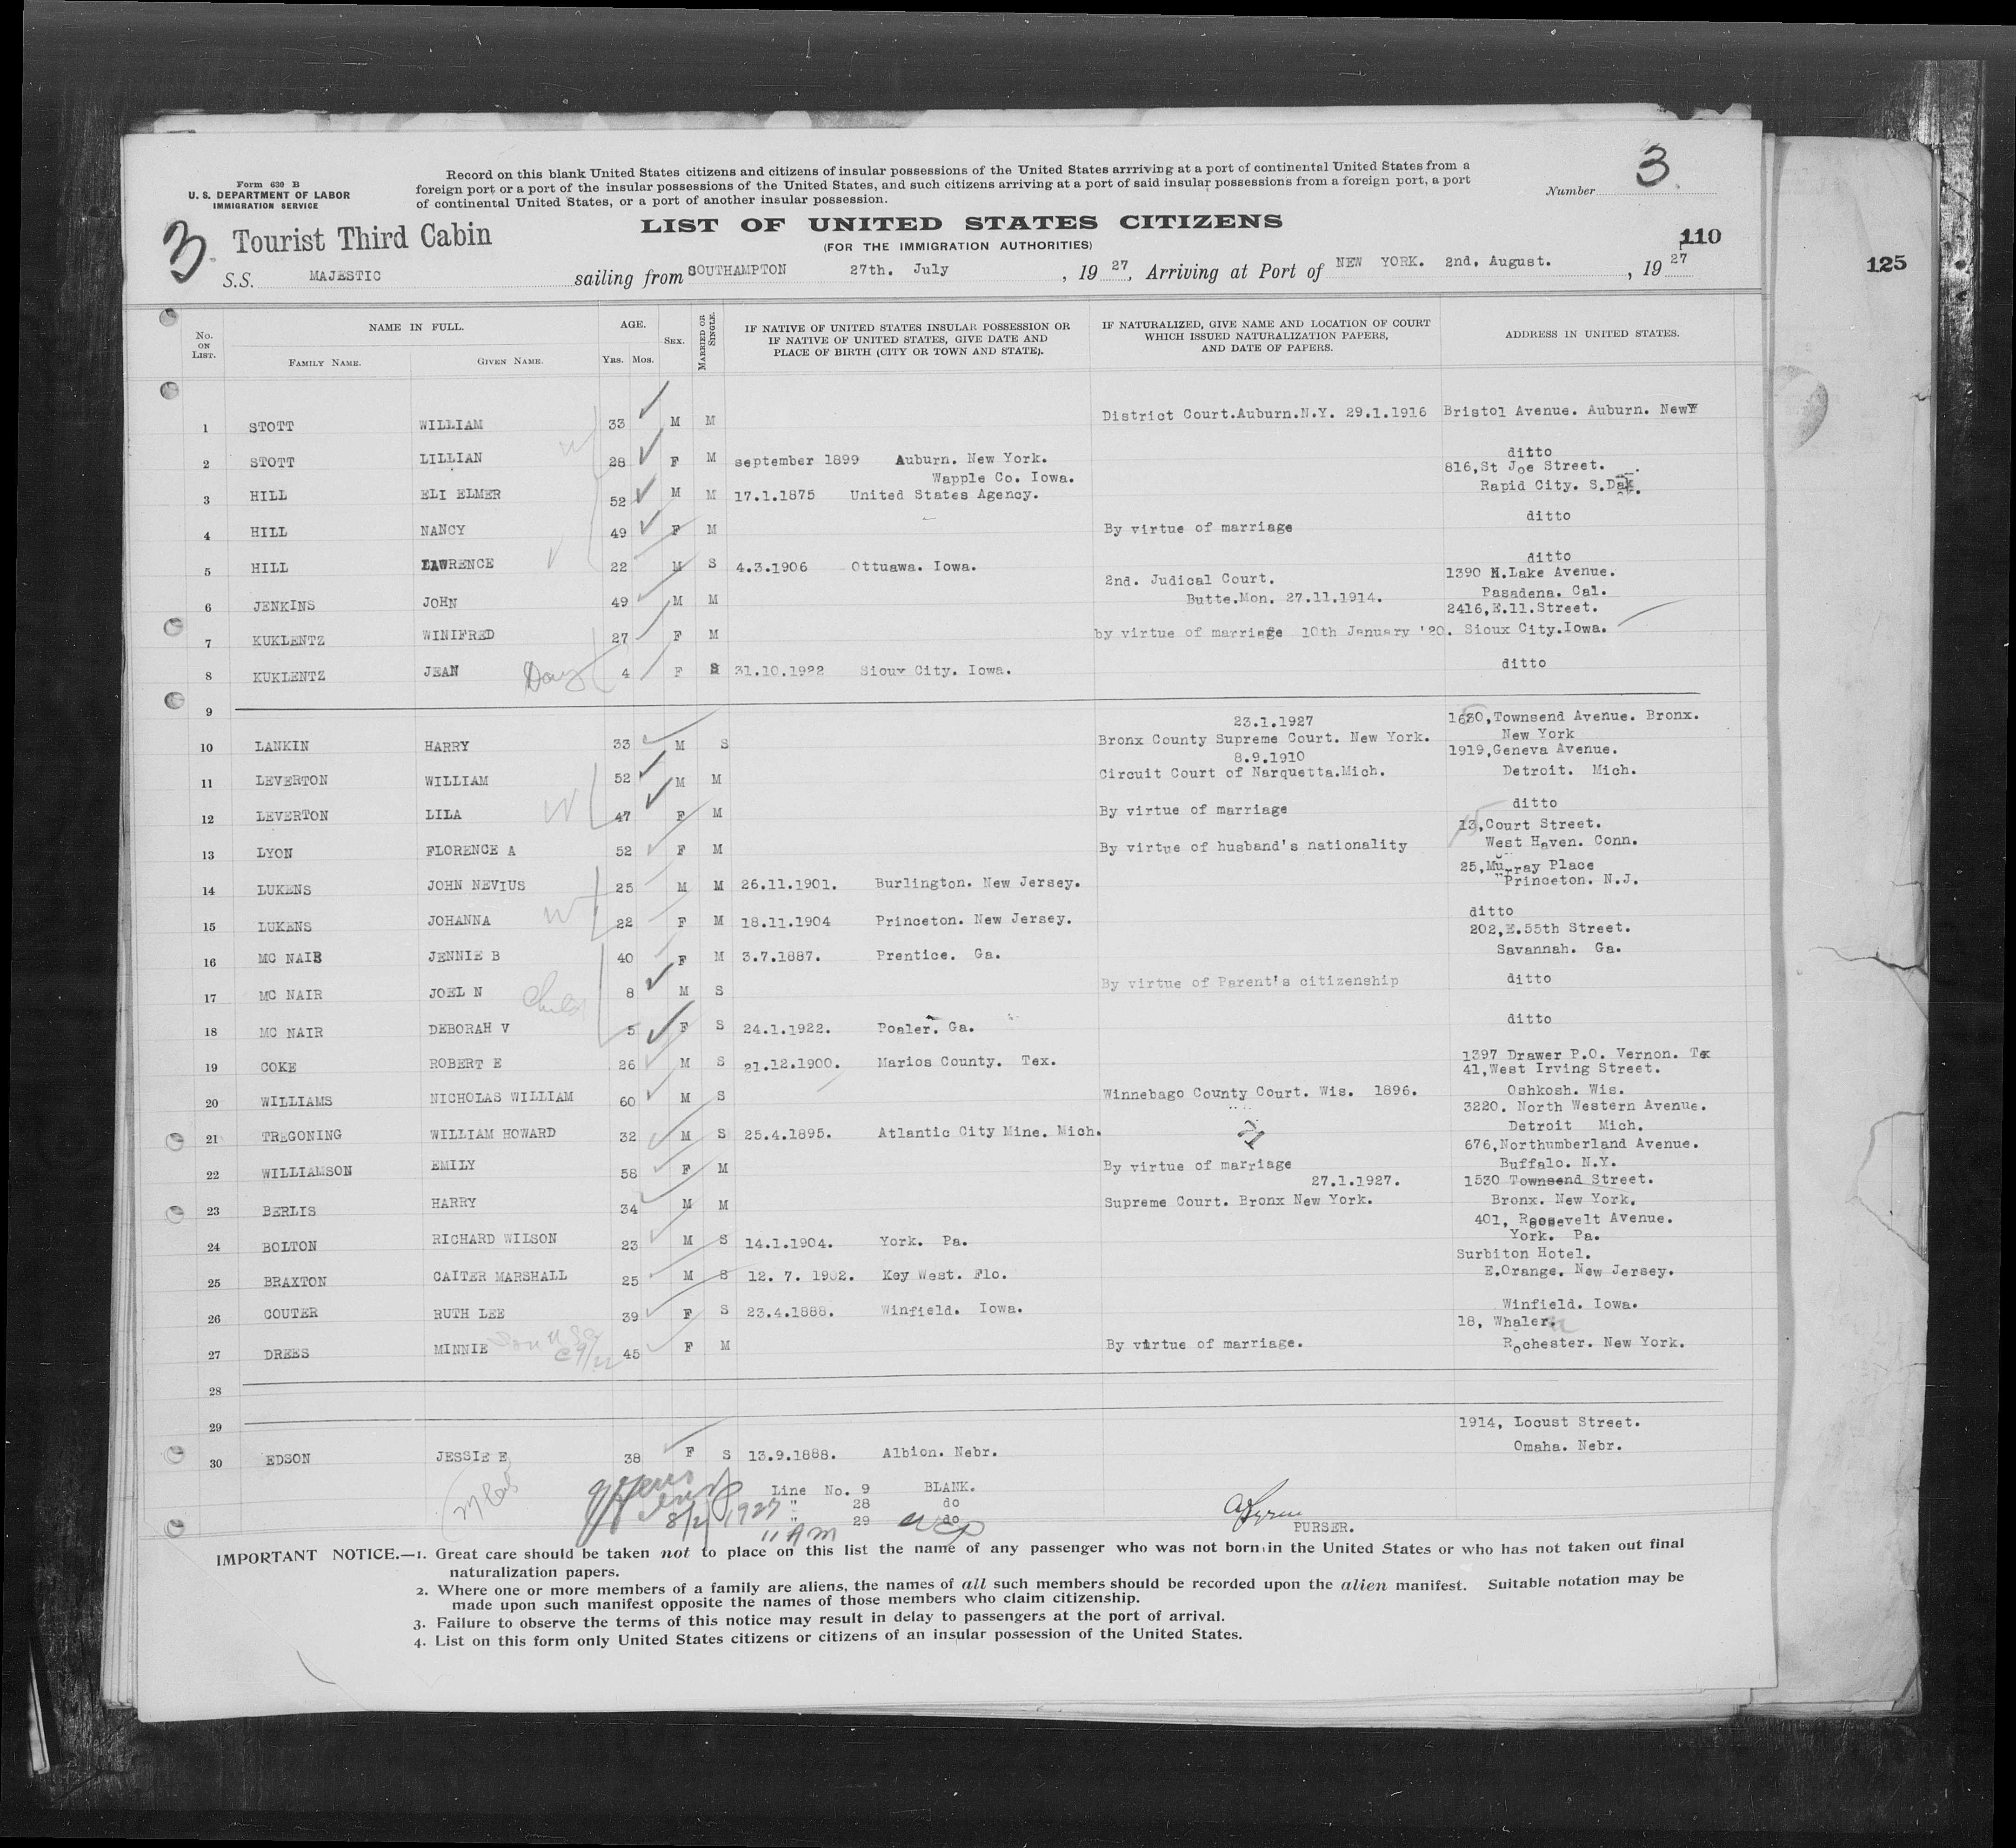 Form 630 B
U. S. DEPARTMENT OF LABOR
IMMIGRATION SERVICE
Record on this blank United States citizens and citizens of insular possessions of the United States arrriving at a port of continental United States from a
foreign port or a port of the insular possessions of the United States, and such citizens arriving at a port of said insular possessions from a foreign port, a port
of continental United States, or a port of another insular possession.
Number 3
3 Tourist Third Cabin
LIST OF UNITED STATES CITIZENS
(FOR THE IMMIGRATION AUTHORITIES)
110
125
S.S. MAJESTIC sailing from SOUTHAMPTON 27th. July , 19 27, Arriving at Port of NEW YORK. 2nd, August. , 19 27
No. ON LIST. NAME IN FULL. FAMILY NAME. GIVEN NAME. AGE. YRS. MOS. SEX. MARRIED OR SINGLE. IF NATIVE OF UNITED STATES INSULAR POSSESSION OR IF NATIVE OF UNITED STATES, GIVE DATE AND PLACE OF BIRTH (CITY OR TOWN AND STATE). IF NATURALIZED, GIVE NAME AND LOCATION OF COURT WHICH ISSUED NATURALIZATION PAPERS, AND DATE OF PAPERS. ADDRESS IN UNITED STATES.
1 STOTT WILLIAM 33 M M District Court.Auburn.N.Y. 29.1.1916 Bristol Avenue. Auburn. NewY
2 STOTT LILLIAN 28 F M september 1899 Auburn. New York. ditto
3 HILL ELI ELMER 52 M M 17.1.1875 Wapple Co. Iowa. United States Agency. 816,St Joe Street. Rapid City. S.Dak.
4 HILL NANCY 49 F M By virtue of marriage ditto
5 HILL LAWRENCE 22 M S 4.3.1906 Ottuawa. Iowa. ditto
6 JENKINS JOHN 49 M M 2nd. Judical Court. Butte.Mon. 27.11.1914. 1390 N.Lake Avenue. Pasadena. Cal.
7 KUKLENTZ WINIFRED 27 F M by virtue of marriage 10th January '20. 2416,E.11.Street. Sioux City.Iowa.
8 KUKLENTZ JEAN 4 F S 31.10.1922 Sioux City. Iowa. ditto
9
10 LANKIN HARRY 33 M S 23.1.1927 Bronx County Supreme Court. New York. 1630,Townsend Avenue. Bronx. New York
11 LEVERTON WILLIAM 52 M M 8.9.1910 Circuit Court of Narquetta.Mich. 1919,Geneva Avenue. Detroit. Mich.
12 LEVERTON LILA 47 F M By virtue of marriage ditto
13 LYON FLORENCE A 52 F M By virtue of husband's nationality 13,Court Street. West Haven. Conn.
14 LUKENS JOHN NEVIUS 25 M M 26.11.1901. Burlington. New Jersey. 25,Murray Place Princeton. N.J.
15 LUKENS JOHANNA 22 F M 18.11.1904 Princeton. New Jersey. ditto
16 MC NAIR JENNIE B 40 F M 3.7.1887. Prentice. Ga. 202,E.55th Street. Savannah. Ga.
17 MC NAIR JOEL N 8 M S By virtue of Parent's citizenship ditto
18 MC NAIR DEBORAH V 5 F S 24.1.1922. Poaler. Ga. ditto
19 COKE ROBERT E 26 M S 21.12.1900. Marios County. Tex. 1397 Drawer P.O. Vernon. Tex
20 WILLIAMS NICHOLAS WILLIAM 60 M S Winnebago County Court. Wis. 1896. 41,West Irving Street. Oshkosh. Wis.
21 TREGONING WILLIAM HOWARD 32 M S 25.4.1895. Atlantic City Mine. Mich. 3220. North Western Avenue. Detroit Mich.
22 WILLIAMSON EMILY 58 F M By virtue of marriage 676,Northumberland Avenue. Buffalo. N.Y.
23 BERLIS HARRY 34 M M 27.1.1927. Supreme Court. Bronx New York. 1530 Townsend Street. Bronx. New York.
24 BOLTON RICHARD WILSON 23 M S 14.1.1904. York. Pa. 401, Roosevelt Avenue. York. Pa.
25 BRAXTON CAITER MARSHALL 25 M S 12. 7. 1902. Key West. Flo. Surbiton Hotel. E.Orange. New Jersey.
26 COUTER RUTH LEE 39 F S 23.4.1888. Winfield. Iowa. Winfield. Iowa.
27 DREES MINNIE 45 F M By virtue of marriage. 18, Whaler. Rochester. New York.
28
29
30 EDSON JESSIE E 38 F S 13.9.1888. Albion. Nebr. 1914, Locust Street. Omaha. Nebr.
Line No. 9 BLANK.
" 28 do
" 29 do
8/2/1927
11 AM
PURSER.
IMPORTANT NOTICE.—1. Great care should be taken not to place on this list the name of any passenger who was not born in the United States or who has not taken out final
naturalization papers.
2. Where one or more members of a family are aliens, the names of all such members should be recorded upon the alien manifest. Suitable notation may be
made upon such manifest opposite the names of those members who claim citizenship.
3. Failure to observe the terms of this notice may result in delay to passengers at the port of arrival.
4. List on this form only United States citizens or citizens of an insular possession of the United States.